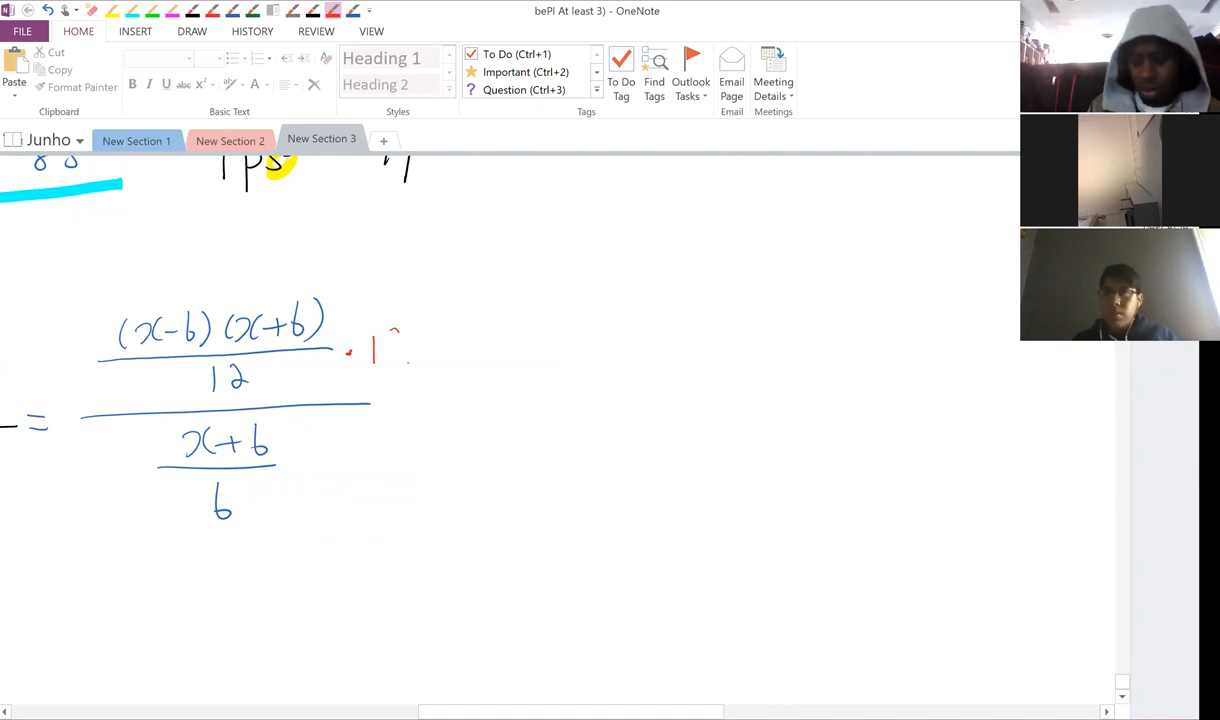 bePI At least 3) - OneNote
FILE HOME INSERT DRAW HISTORY REVIEW VIEW
Paste
Cut
Copy
Format Painter
Clipboard
B I U abc A
Basic Text
Heading 1
Heading 2
Styles
To Do (Ctrl+1)
Important (Ctrl+2)
? Question (Ctrl+3)
To Do Tag
Find Tags
Tags
Outlook Tasks
Email Page
Email
Meeting Details
Meetings
Junho New Section 1 New Section 2 New Section 3 +
(x-6)(x+6)
12
· 1
=
x+6
6